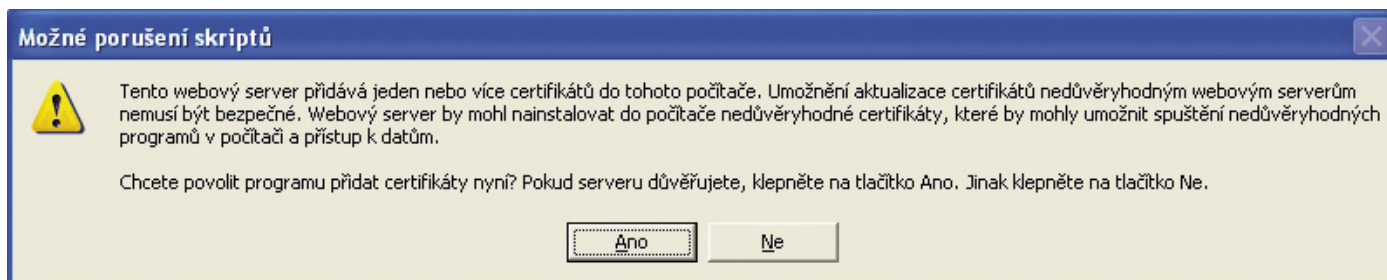 Možné porušení skriptů
Tento webový server přidává jeden nebo více certifikátů do tohoto počítače. Umožnění aktualizace certifikátů nedůvěryhodným webovým serverům
nemusí být bezpečné. Webový server by mohl nainstalovat do počítače nedůvěryhodné certifikáty, které by mohly umožnit spuštění nedůvěryhodných
programů v počítači a přístup k datům.
Chcete povolit programu přidat certifikáty nyní? Pokud serveru důvěřujete, klepněte na tlačítko Ano. Jinak klepněte na tlačítko Ne.
Ano Ne